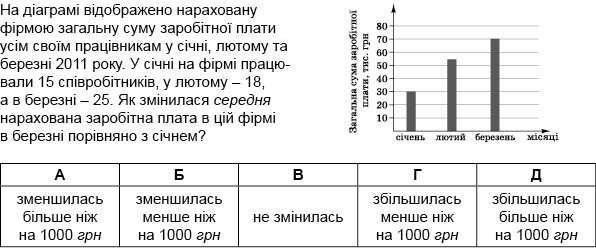 На діаграмі відображено нараховану
фірмою загальну суму заробітної плати
усім своїм працівникам у січні, лютому та
березні 2011 року. У січні на фірмі працю-
вали 15 співробітників, у лютому – 18,
а в березні – 25. Як змінилася середня
нарахована заробітна плата в цій фірмі
в березні порівняно з січнем?
Загальна сума заробітної
плати, тис. грн
80
70
60
50
40
30
20
10
січень лютий березень місяці
А Б В Г Д
зменшилась
більше ніж
на 1000 грн
зменшилась
менше ніж
на 1000 грн
не змінилась
збільшилась
менше ніж
на 1000 грн
збільшилась
більше ніж
на 1000 грн